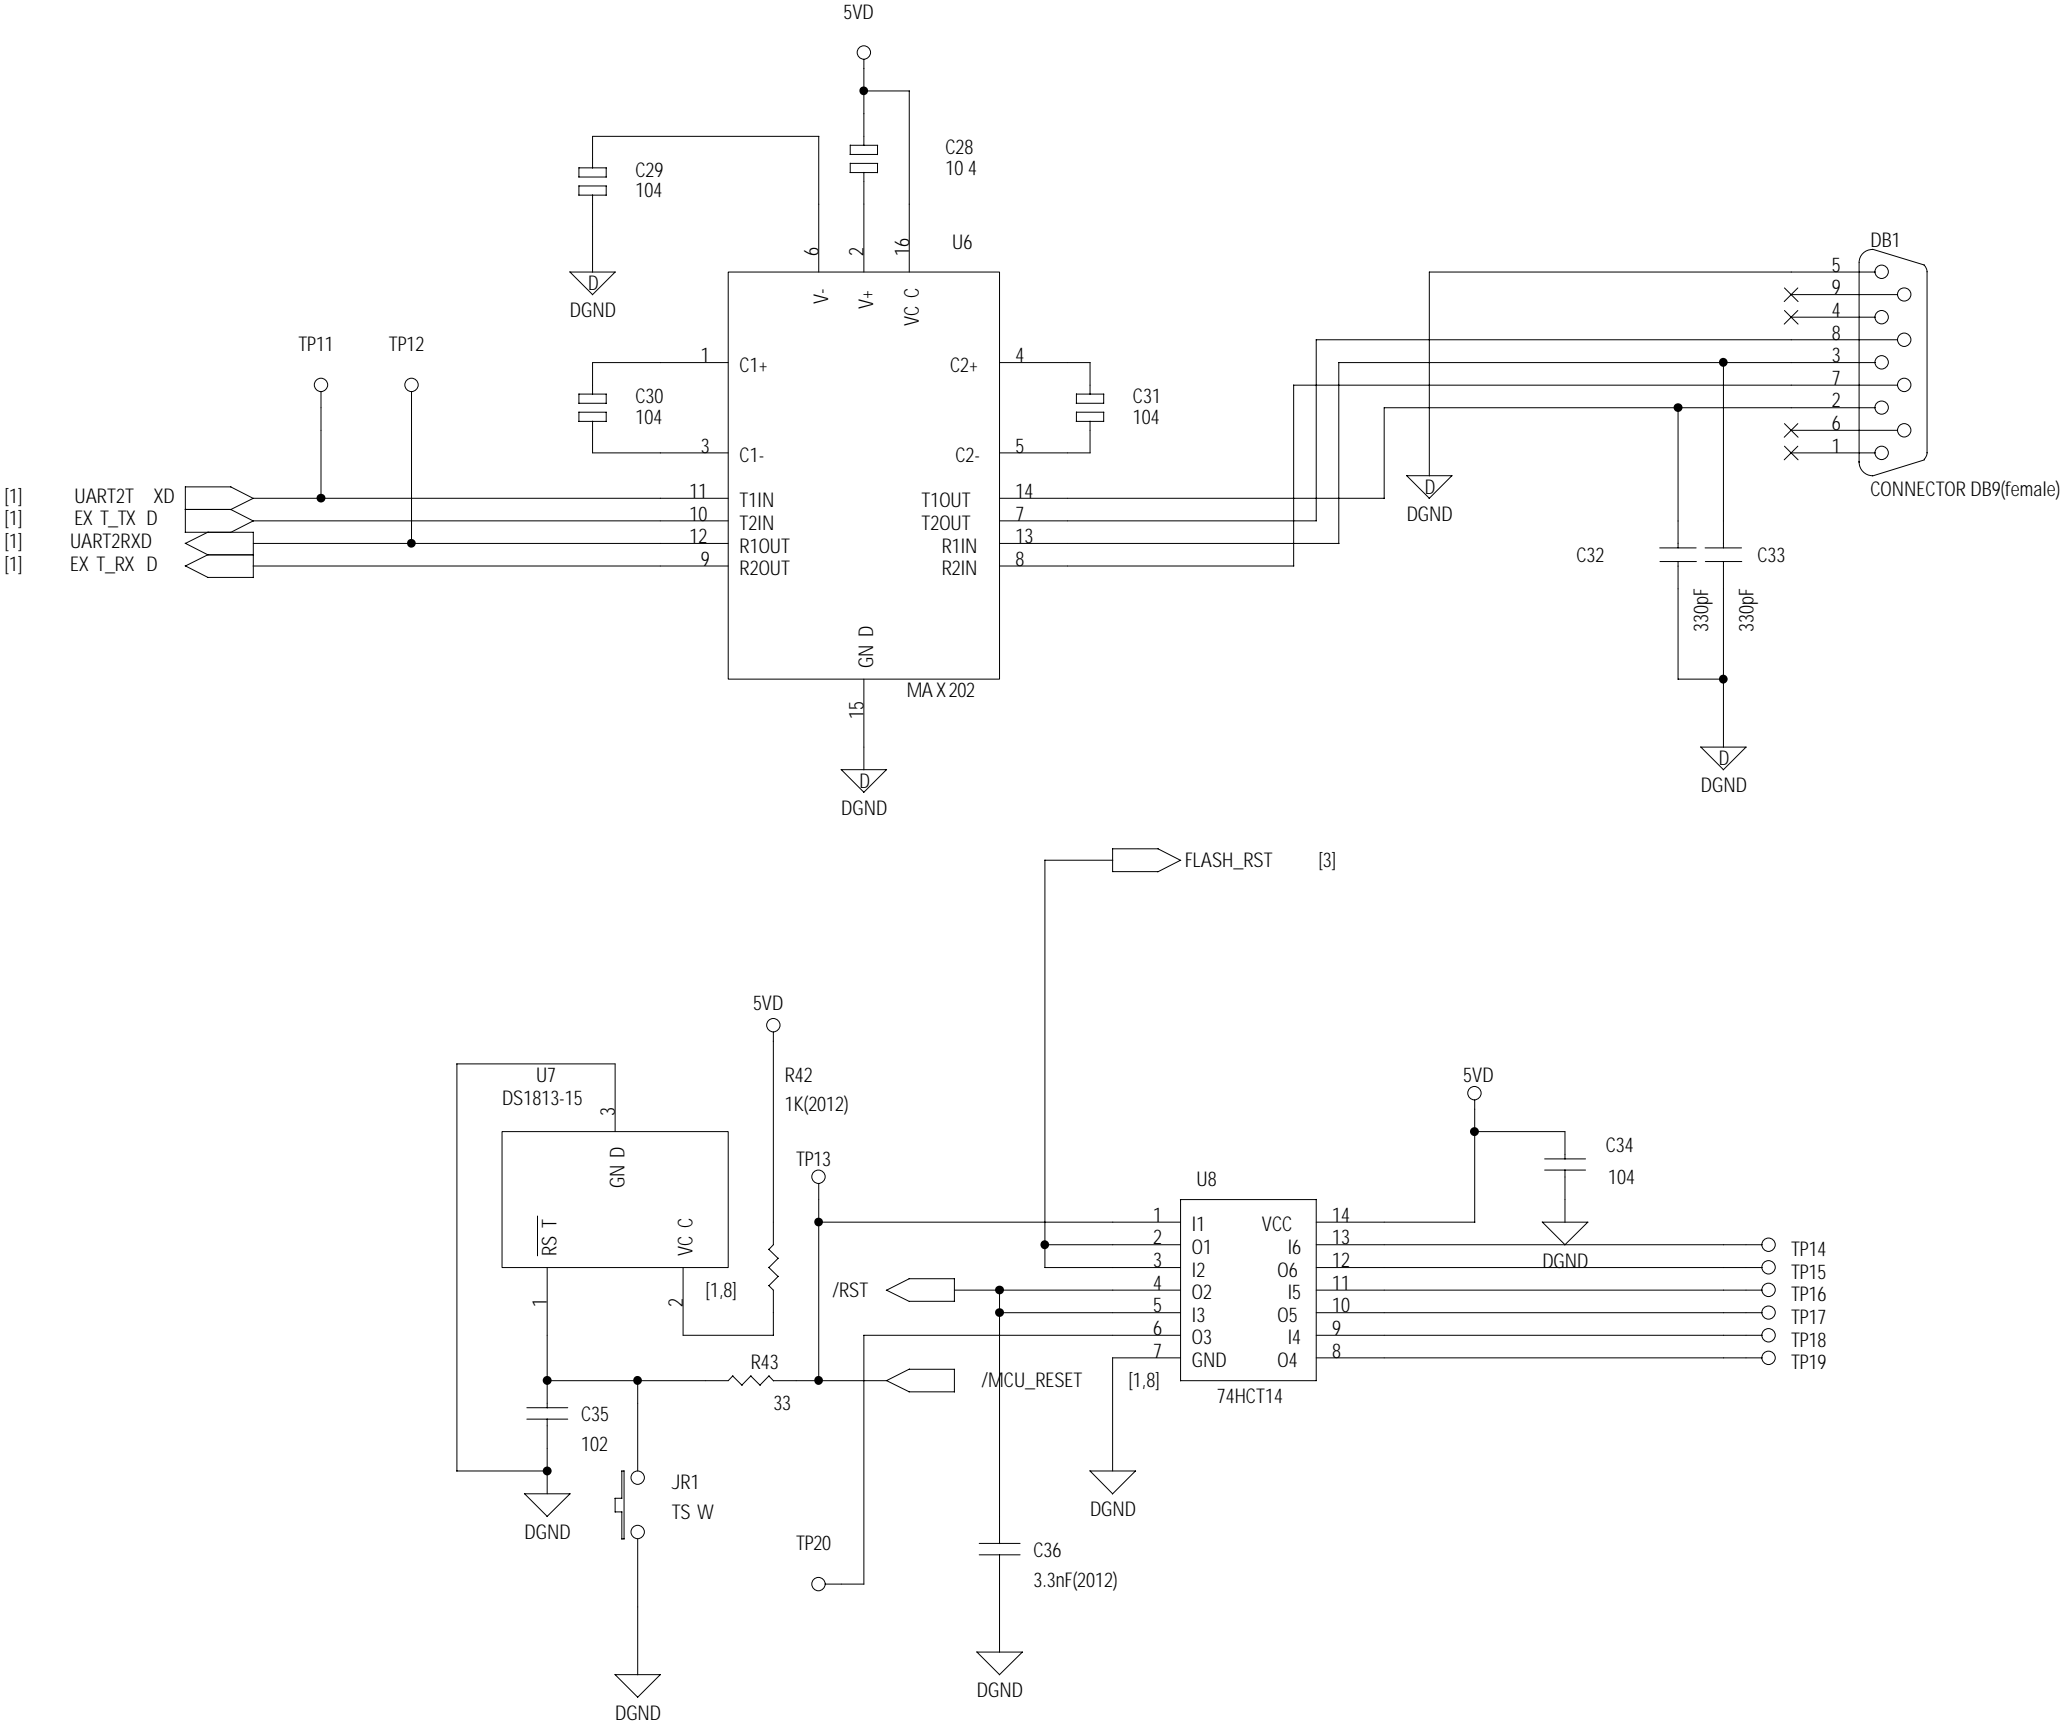 5VD
C28
10 4
C29
104
U6
6
2
16
V-
V+
VC C
D
DGND
DB1
5
9
4
8
3
7
2
6
1
CONNECTOR DB9(female)
TP11
TP12
1
C1+
C2+
4
C30
104
C31
104
3
C1-
C2-
5
[1]
UART2T XD
11
T1IN
T1OUT
14
[1]
EX T_TX D
10
T2IN
T2OUT
7
[1]
UART2RXD
12
R1OUT
R1IN
13
[1]
EX T_RX D
9
R2OUT
R2IN
8
D
DGND
C32
330pF
C33
330pF
GN D
MA X 202
15
D
DGND
D
DGND
FLASH_RST [3]
5VD
R42
1K(2012)
U7
DS1813-15
3
GN D
RS T
VC C
1
2
[1,8]
TP13
5VD
C34
104
DGND
U8
1
I1
VCC
14
2
O1
I6
13
TP14
3
I2
O6
12
TP15
/RST
4
O2
I5
11
TP16
5
I3
O5
10
TP17
6
O3
I4
9
TP18
7
GND
O4
8
TP19
74HCT14
R43
33
/MCU_RESET
[1,8]
C35
102
DGND
JR1
TS W
DGND
TP20
C36
3.3nF(2012)
DGND
DGND